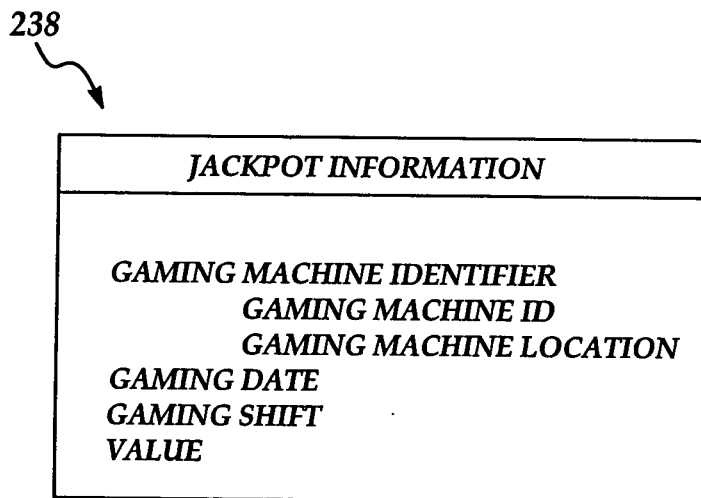 238
JACKPOT INFORMATION
GAMING MACHINE IDENTIFIER
GAMING MACHINE ID
GAMING MACHINE LOCATION
GAMING DATE
GAMING SHIFT
VALUE